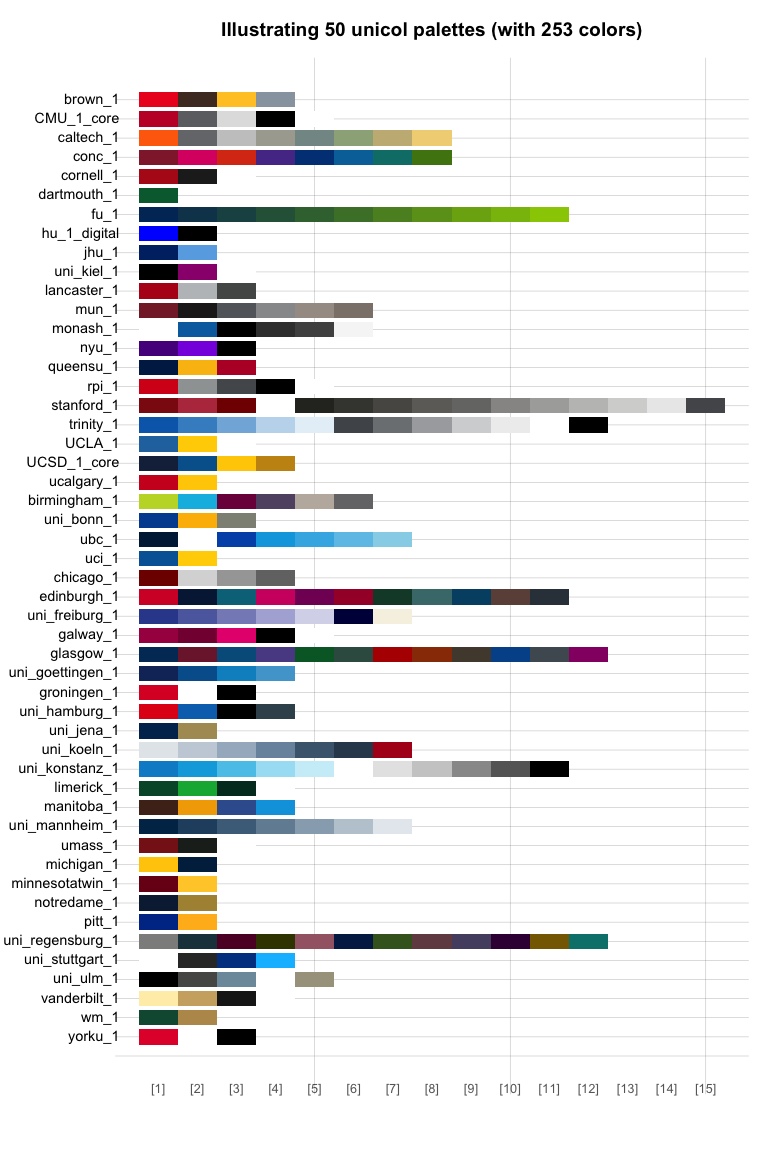 Illustrating 50 unicol palettes (with 253 colors)
brown_1
CMU_1_core
caltech_1
conc_1
cornell_1
dartmouth_1
fu_1
hu_1_digital
jhu_1
uni_kiel_1
lancaster_1
mun_1
monash_1
nyu_1
queensu_1
rpi_1
stanford_1
trinity_1
UCLA_1
UCSD_1_core
ucalgary_1
birmingham_1
uni_bonn_1
ubc_1
uci_1
chicago_1
edinburgh_1
uni_freiburg_1
galway_1
glasgow_1
uni_goettingen_1
groningen_1
uni_hamburg_1
uni_jena_1
uni_koeln_1
uni_konstanz_1
limerick_1
manitoba_1
uni_mannheim_1
umass_1
michigan_1
minnesotatwin_1
notredame_1
pitt_1
uni_regensburg_1
uni_stuttgart_1
uni_ulm_1
vanderbilt_1
wm_1
yorku_1
[1] [2] [3] [4] [5] [6] [7] [8] [9] [10] [11] [12] [13] [14] [15]